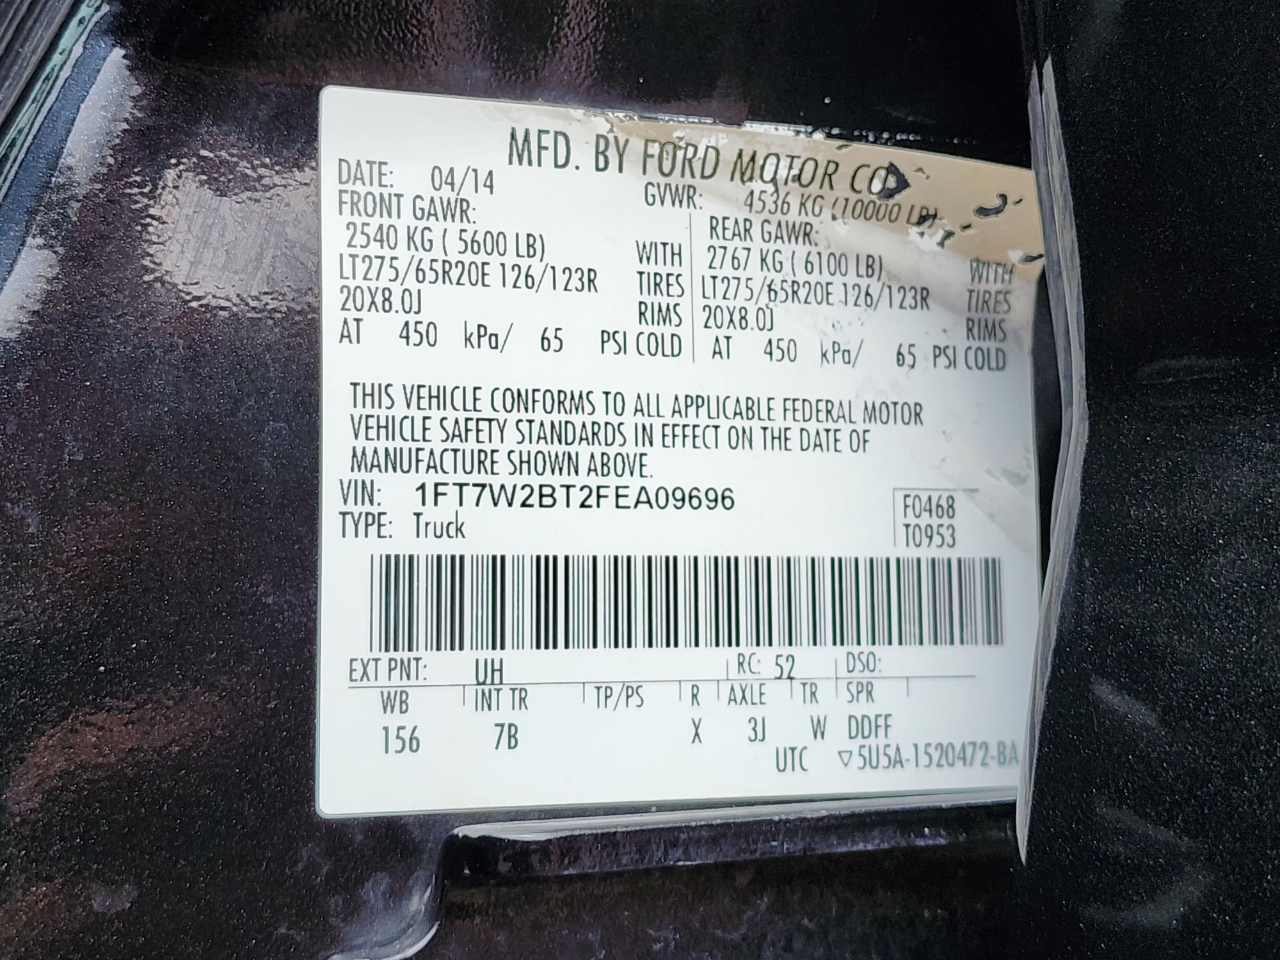 MFD. BY FORD MOTOR CO
DATE: 04/14 GVWR: 4536 KG (10000 LB)
FRONT GAWR: REAR GAWR:
2540 KG ( 5600 LB) WITH 2767 KG ( 6100 LB) WITH
LT275/65R20E 126/123R TIRES LT275/65R20E 126/123R TIRES
20X8.0J RIMS 20X8.0J RIMS
AT 450 kPa/ 65 PSI COLD AT 450 kPa/ 65 PSI COLD
THIS VEHICLE CONFORMS TO ALL APPLICABLE FEDERAL MOTOR
VEHICLE SAFETY STANDARDS IN EFFECT ON THE DATE OF
MANUFACTURE SHOWN ABOVE.
VIN: 1FT7W2BT2FEA09696 F0468
TYPE: Truck T0953
EXT PNT: UH RC: 52 DSO:
WB INT TR TP/PS R AXLE TR SPR
156 7B X 3J W DDFF
UTC ▽5U5A-1520472-BA